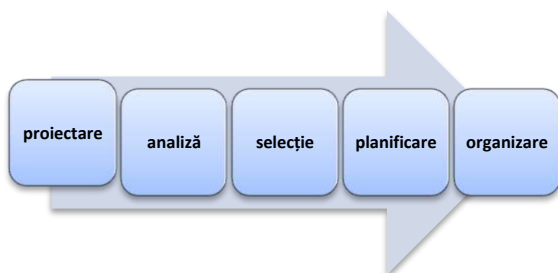 proiectare
analiză
selecție
planificare
organizare